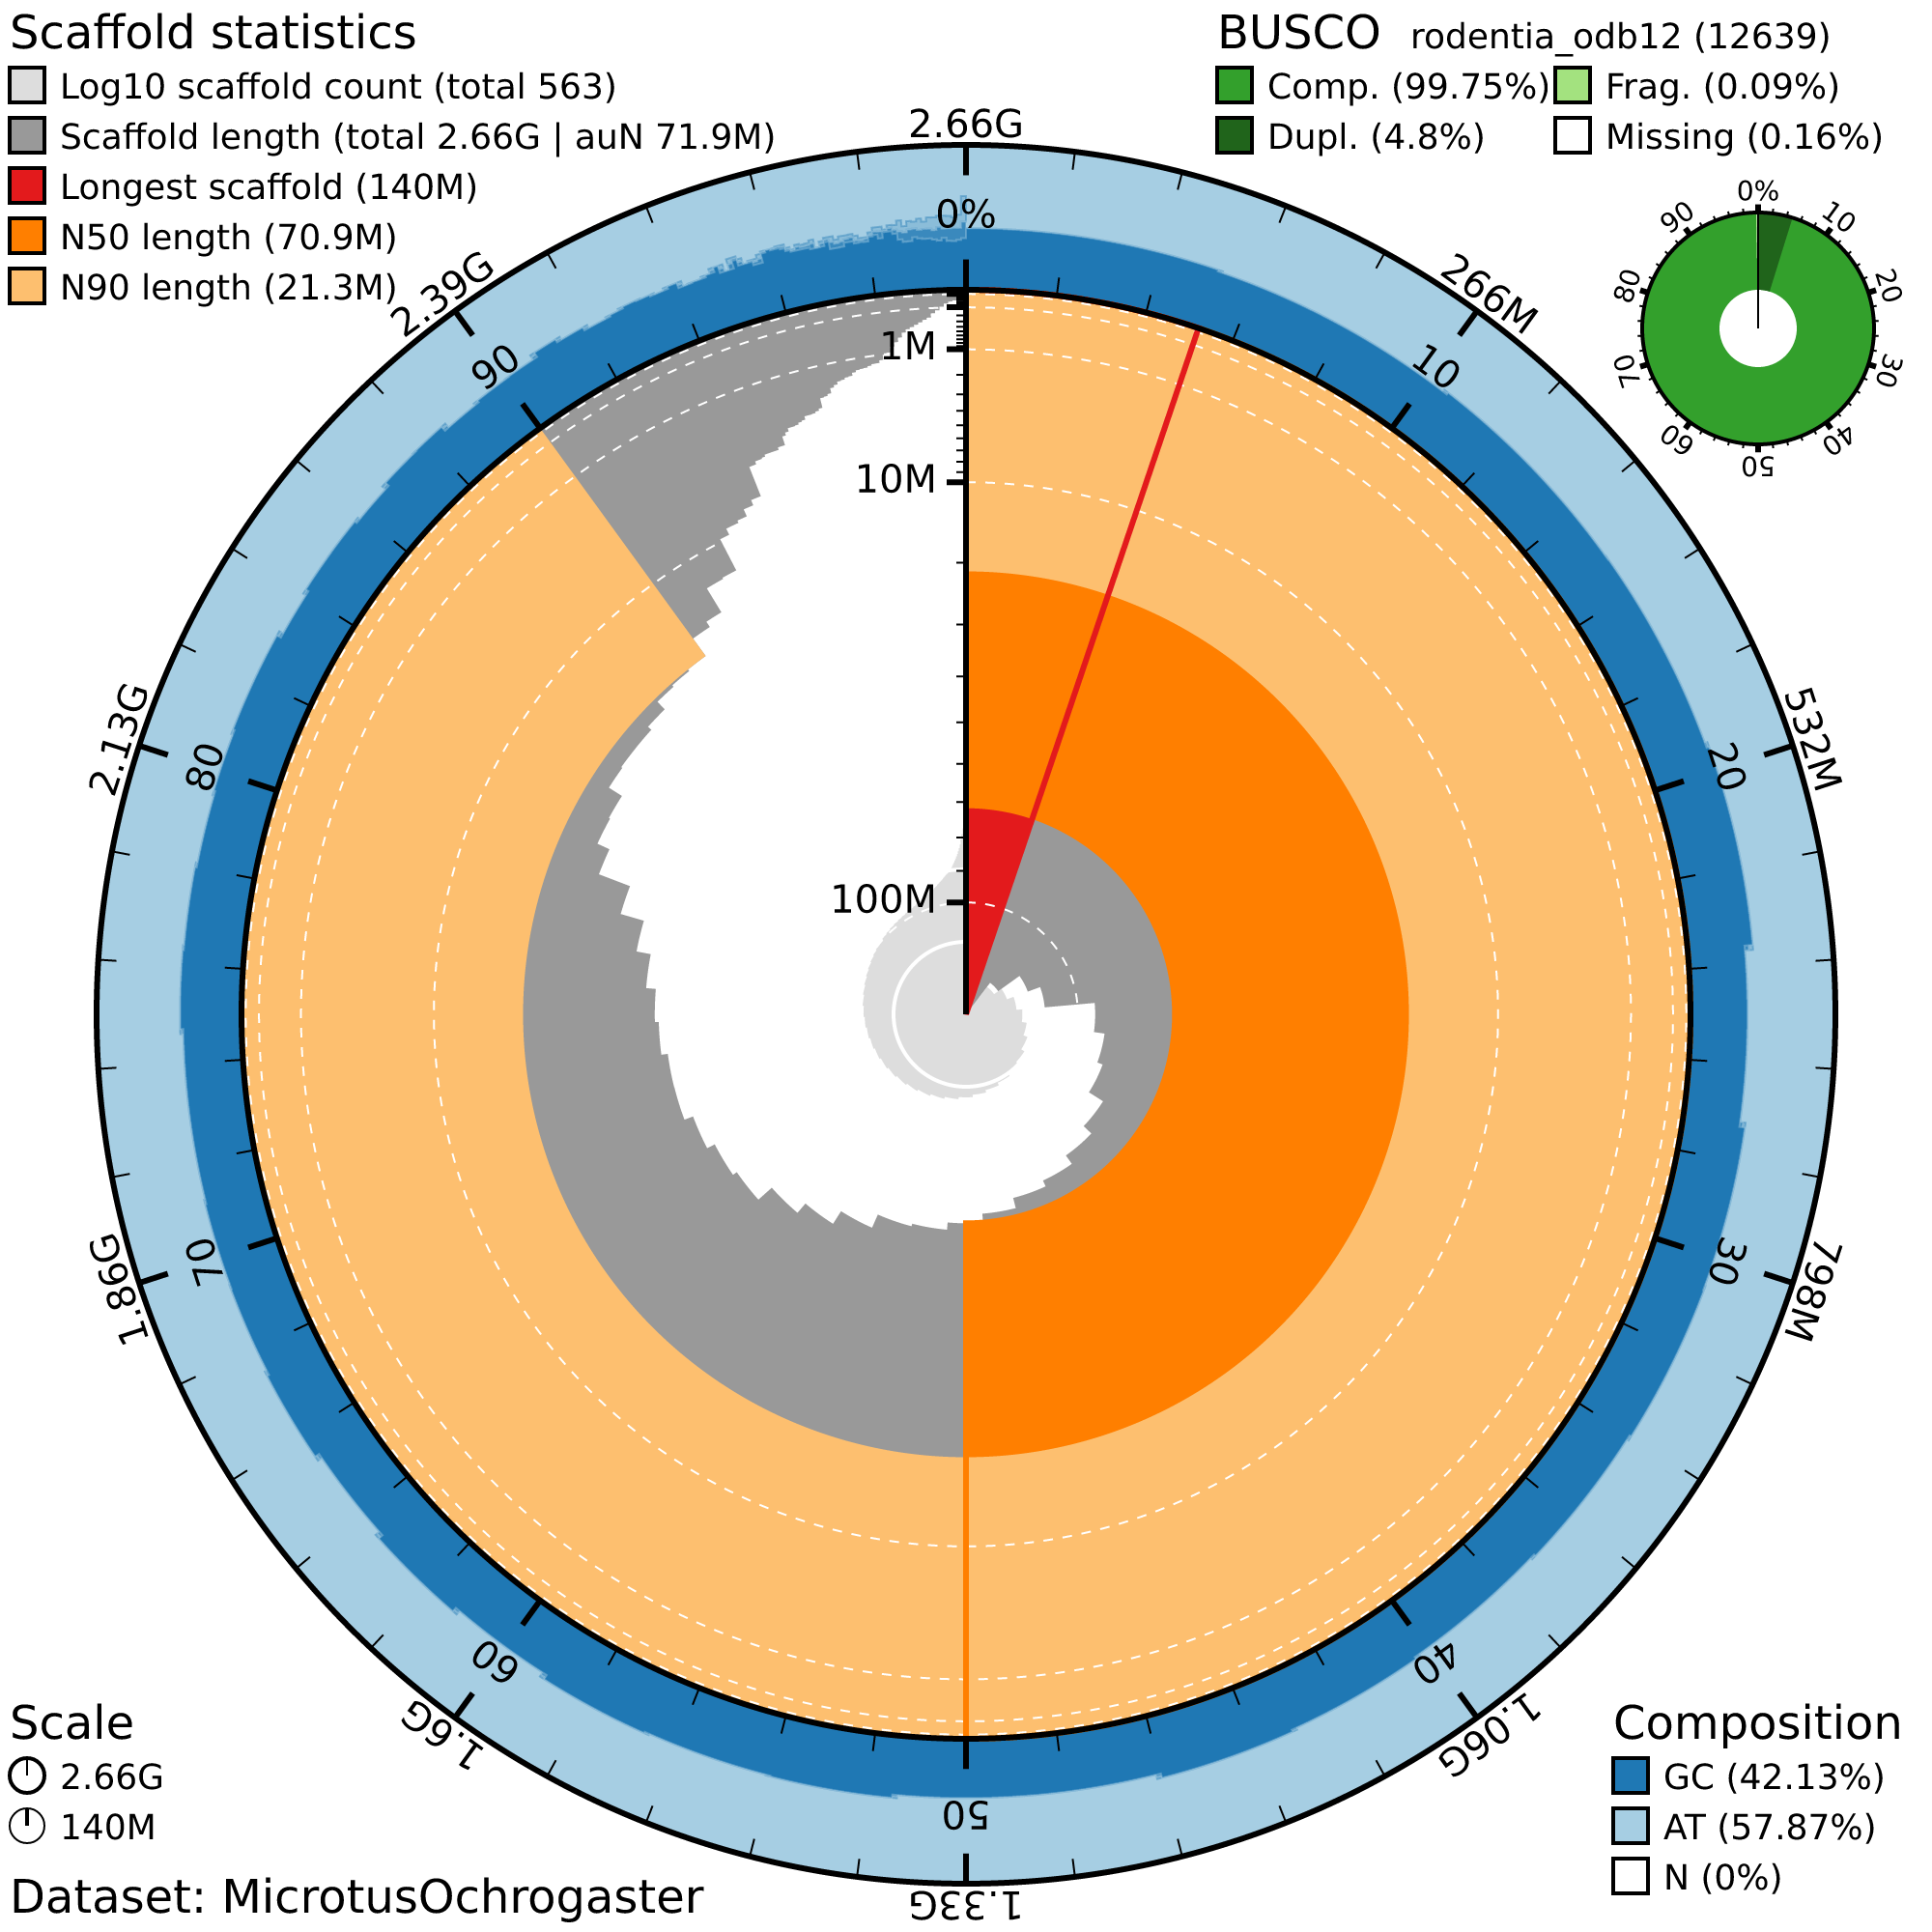 Scaffold statistics
Log10 scaffold count (total 563)
Scaffold length (total 2.66G | auN 71.9M)
Longest scaffold (140M)
N50 length (70.9M)
N90 length (21.3M)
BUSCO rodentia_odb12 (12639)
Comp. (99.75%) Frag. (0.09%)
Dupl. (4.8%) Missing (0.16%)
0%
10
20
30
40
50
60
70
80
90
2.66G
266M
532M
798M
1.06G
1.33G
1.6G
1.86G
2.13G
2.39G
0%
10
20
30
40
50
60
70
80
90
1M
10M
100M
Scale
2.66G
140M
Dataset: MicrotusOchrogaster
Composition
GC (42.13%)
AT (57.87%)
N (0%)